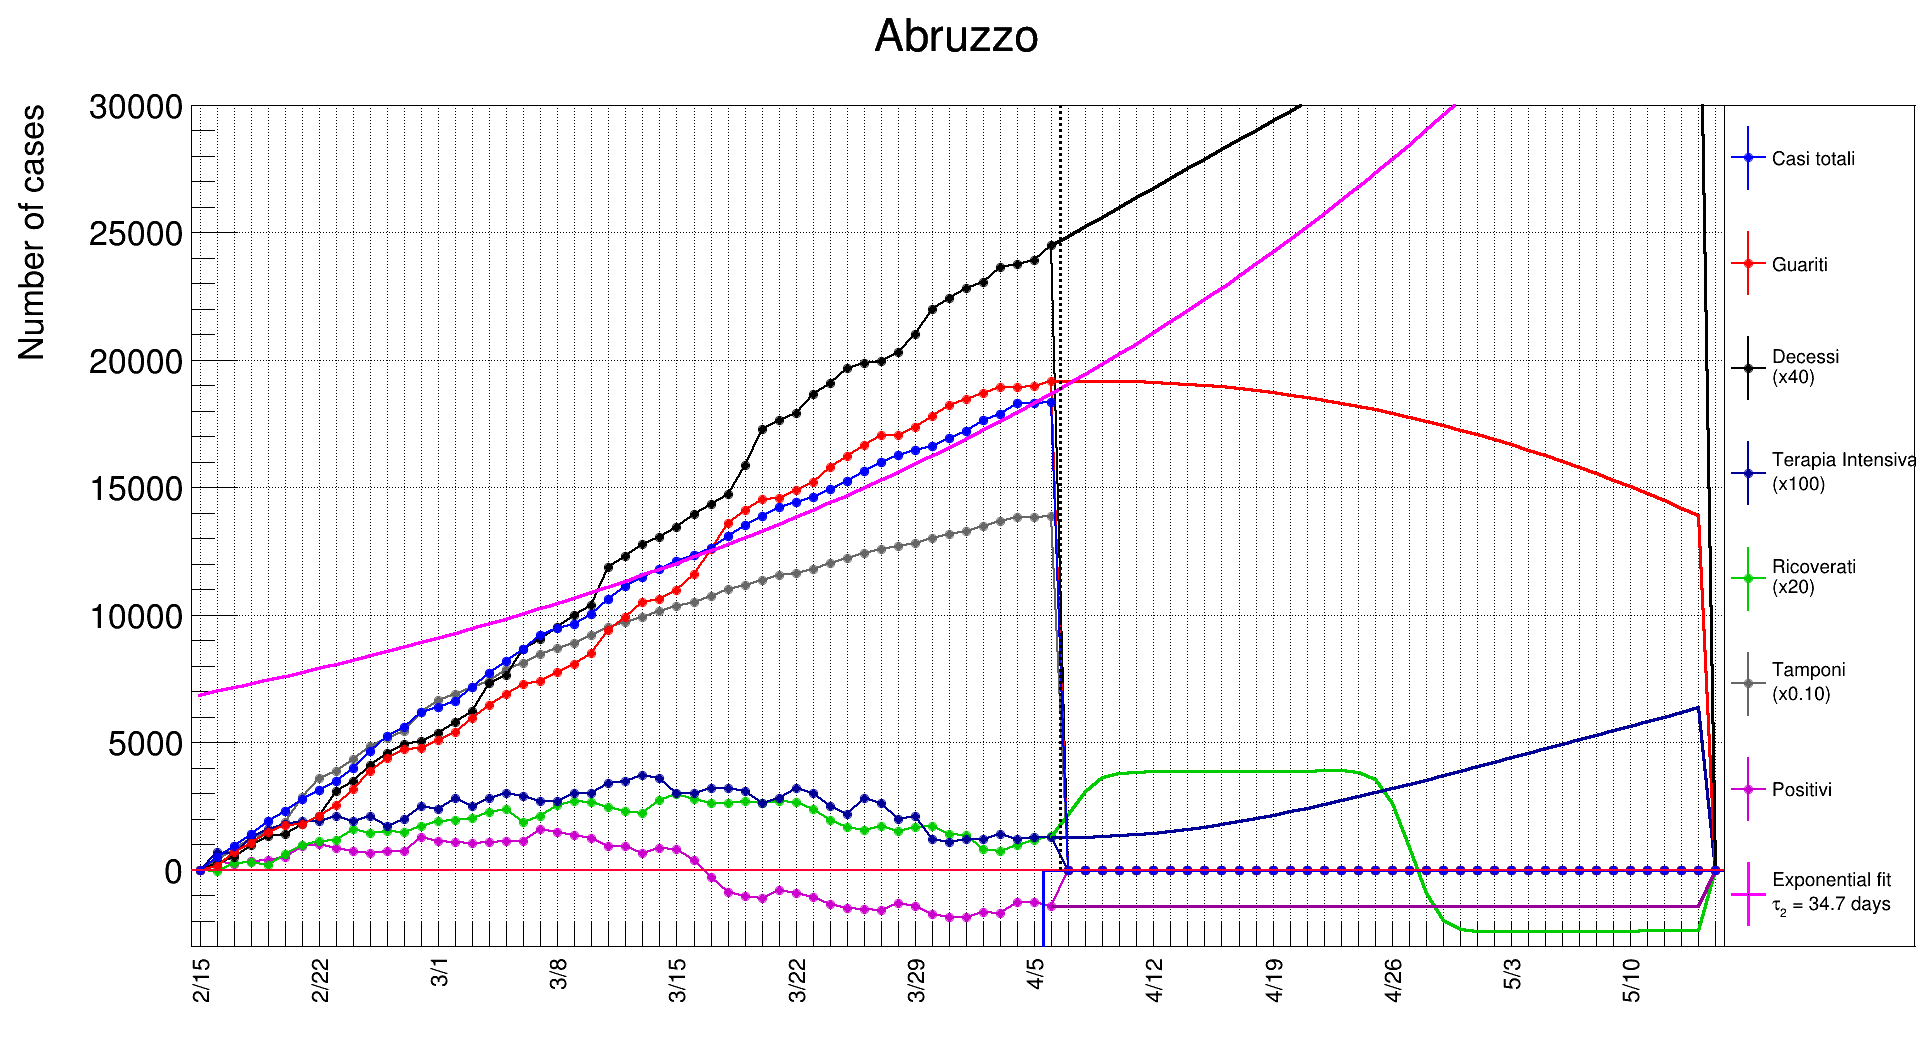 Abruzzo
Number of cases
30000
25000
20000
15000
10000
5000
0
2/15
2/22
3/1
3/8
3/15
3/22
3/29
4/5
4/12
4/19
4/26
5/3
5/10
Casi totali
Guariti
Decessi
(x40)
Terapia Intensiva
(x100)
Ricoverati
(x20)
Tamponi
(x0.10)
Positivi
Exponential fit
τ2 = 34.7 days